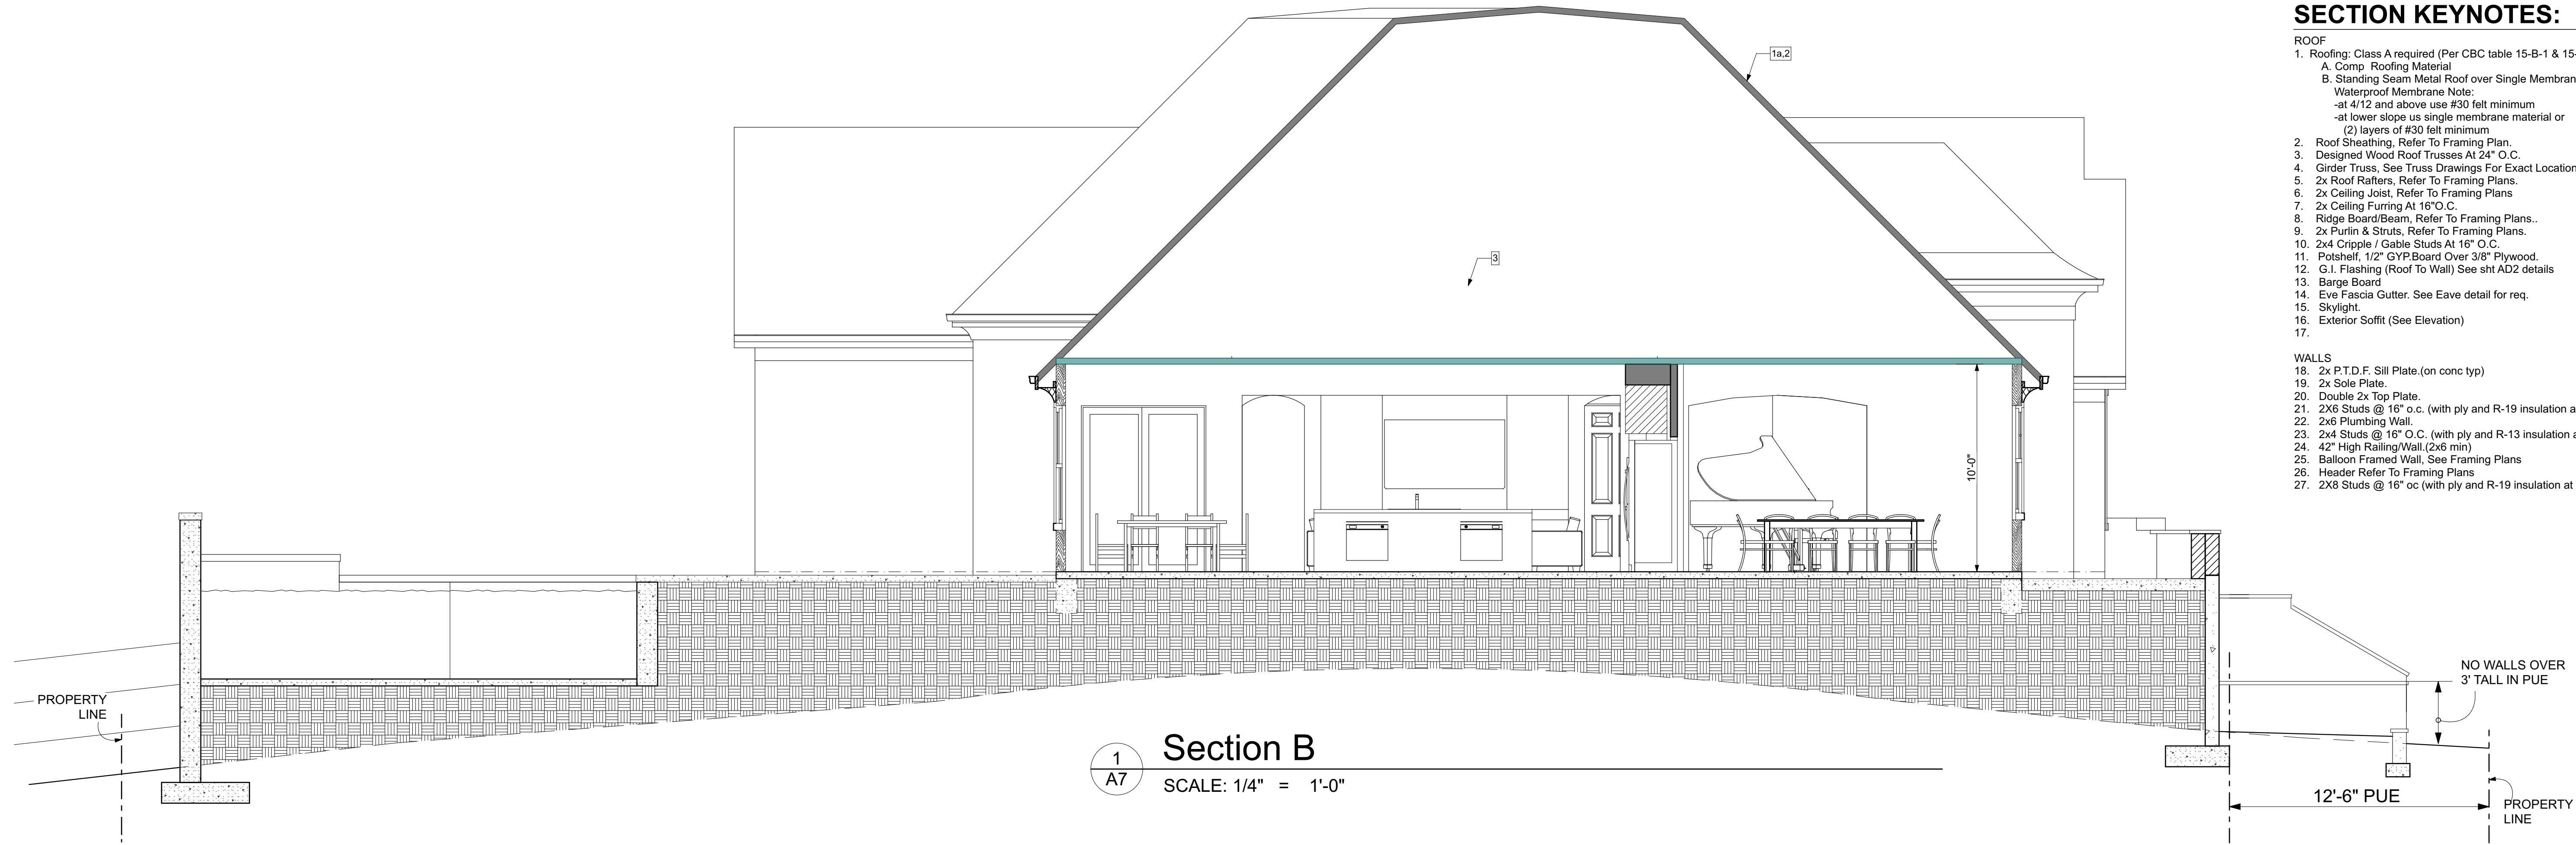 SECTION KEYNOTES:
ROOF
1. Roofing: Class A required (Per CBC table 15-B-1 & 15-
A. Comp Roofing Material
B. Standing Seam Metal Roof over Single Membran
Waterproof Membrane Note:
-at 4/12 and above use #30 felt minimum
-at lower slope us single membrane material or
(2) layers of #30 felt minimum
2. Roof Sheathing, Refer To Framing Plan.
3. Designed Wood Roof Trusses At 24" O.C.
4. Girder Truss, See Truss Drawings For Exact Location
5. 2x Roof Rafters, Refer To Framing Plans.
6. 2x Ceiling Joist, Refer To Framing Plans
7. 2x Ceiling Furring At 16"O.C.
8. Ridge Board/Beam, Refer To Framing Plans..
9. 2x Purlin & Struts, Refer To Framing Plans.
10. 2x4 Cripple / Gable Studs At 16" O.C.
11. Potshelf, 1/2" GYP.Board Over 3/8" Plywood.
12. G.I. Flashing (Roof To Wall) See sht AD2 details
13. Barge Board
14. Eve Fascia Gutter. See Eave detail for req.
15. Skylight.
16. Exterior Soffit (See Elevation)
17.
WALLS
18. 2x P.T.D.F. Sill Plate.(on conc typ)
19. 2x Sole Plate.
20. Double 2x Top Plate.
21. 2X6 Studs @ 16" o.c. (with ply and R-19 insulation a
22. 2x6 Plumbing Wall.
23. 2x4 Studs @ 16" O.C. (with ply and R-13 insulation a
24. 42" High Railing/Wall.(2x6 min)
25. Balloon Framed Wall, See Framing Plans
26. Header Refer To Framing Plans
27. 2X8 Studs @ 16" oc (with ply and R-19 insulation at
1a,2
3
10'-0"
PROPERTY
LINE
NO WALLS OVER
3' TALL IN PUE
12'-6" PUE
PROPERTY
LINE
1
A7
Section B
SCALE: 1/4" = 1'-0"